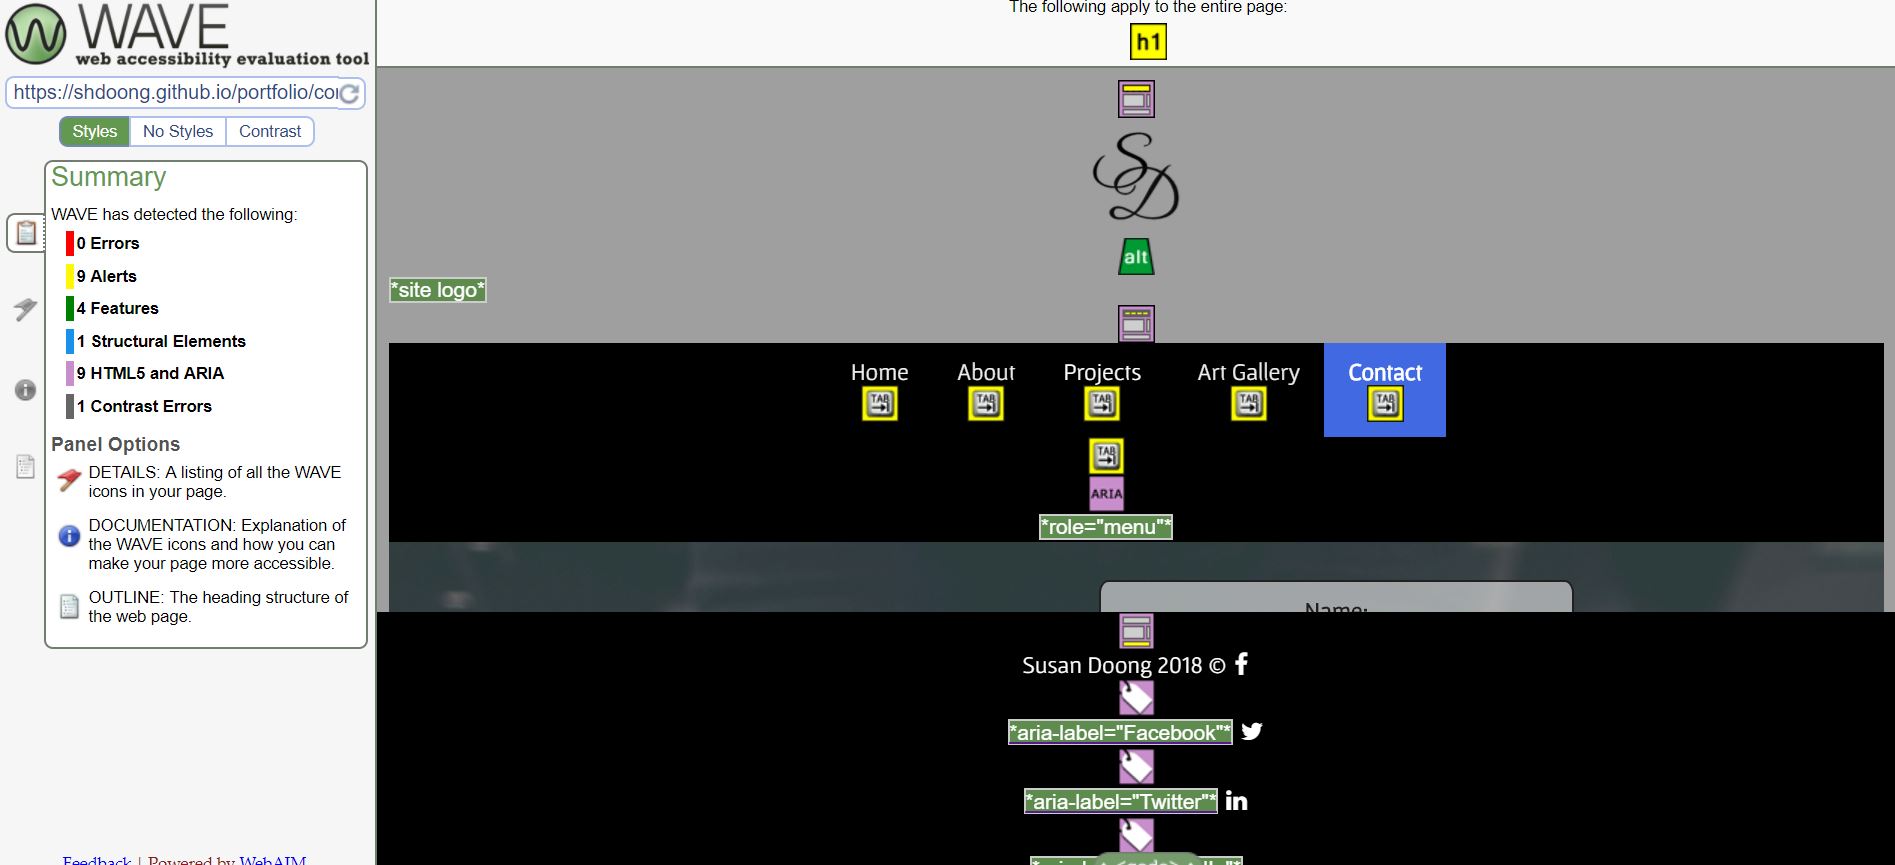 WAVE
web accessibility evaluation tool
https://shdoong.github.io/portfolio/co
Styles
No Styles
Contrast
Summary
WAVE has detected the following:
0 Errors
9 Alerts
4 Features
1 Structural Elements
9 HTML5 and ARIA
1 Contrast Errors
Panel Options
DETAILS: A listing of all the WAVE
icons in your page.
DOCUMENTATION: Explanation of
the WAVE icons and how you can
make your page more accessible.
OUTLINE: The heading structure of
the web page.
Feedback | Powered by WebAIM
The following apply to the entire page:
h1
SD
alt
*site logo*
Home
About
Projects
Art Gallery
Contact
TAB
TAB
TAB
TAB
TAB
TAB
ARIA
*role="menu"*
Name:
Susan Doong 2018 ©
*aria-label="Facebook"*
*aria-label="Twitter"*
in